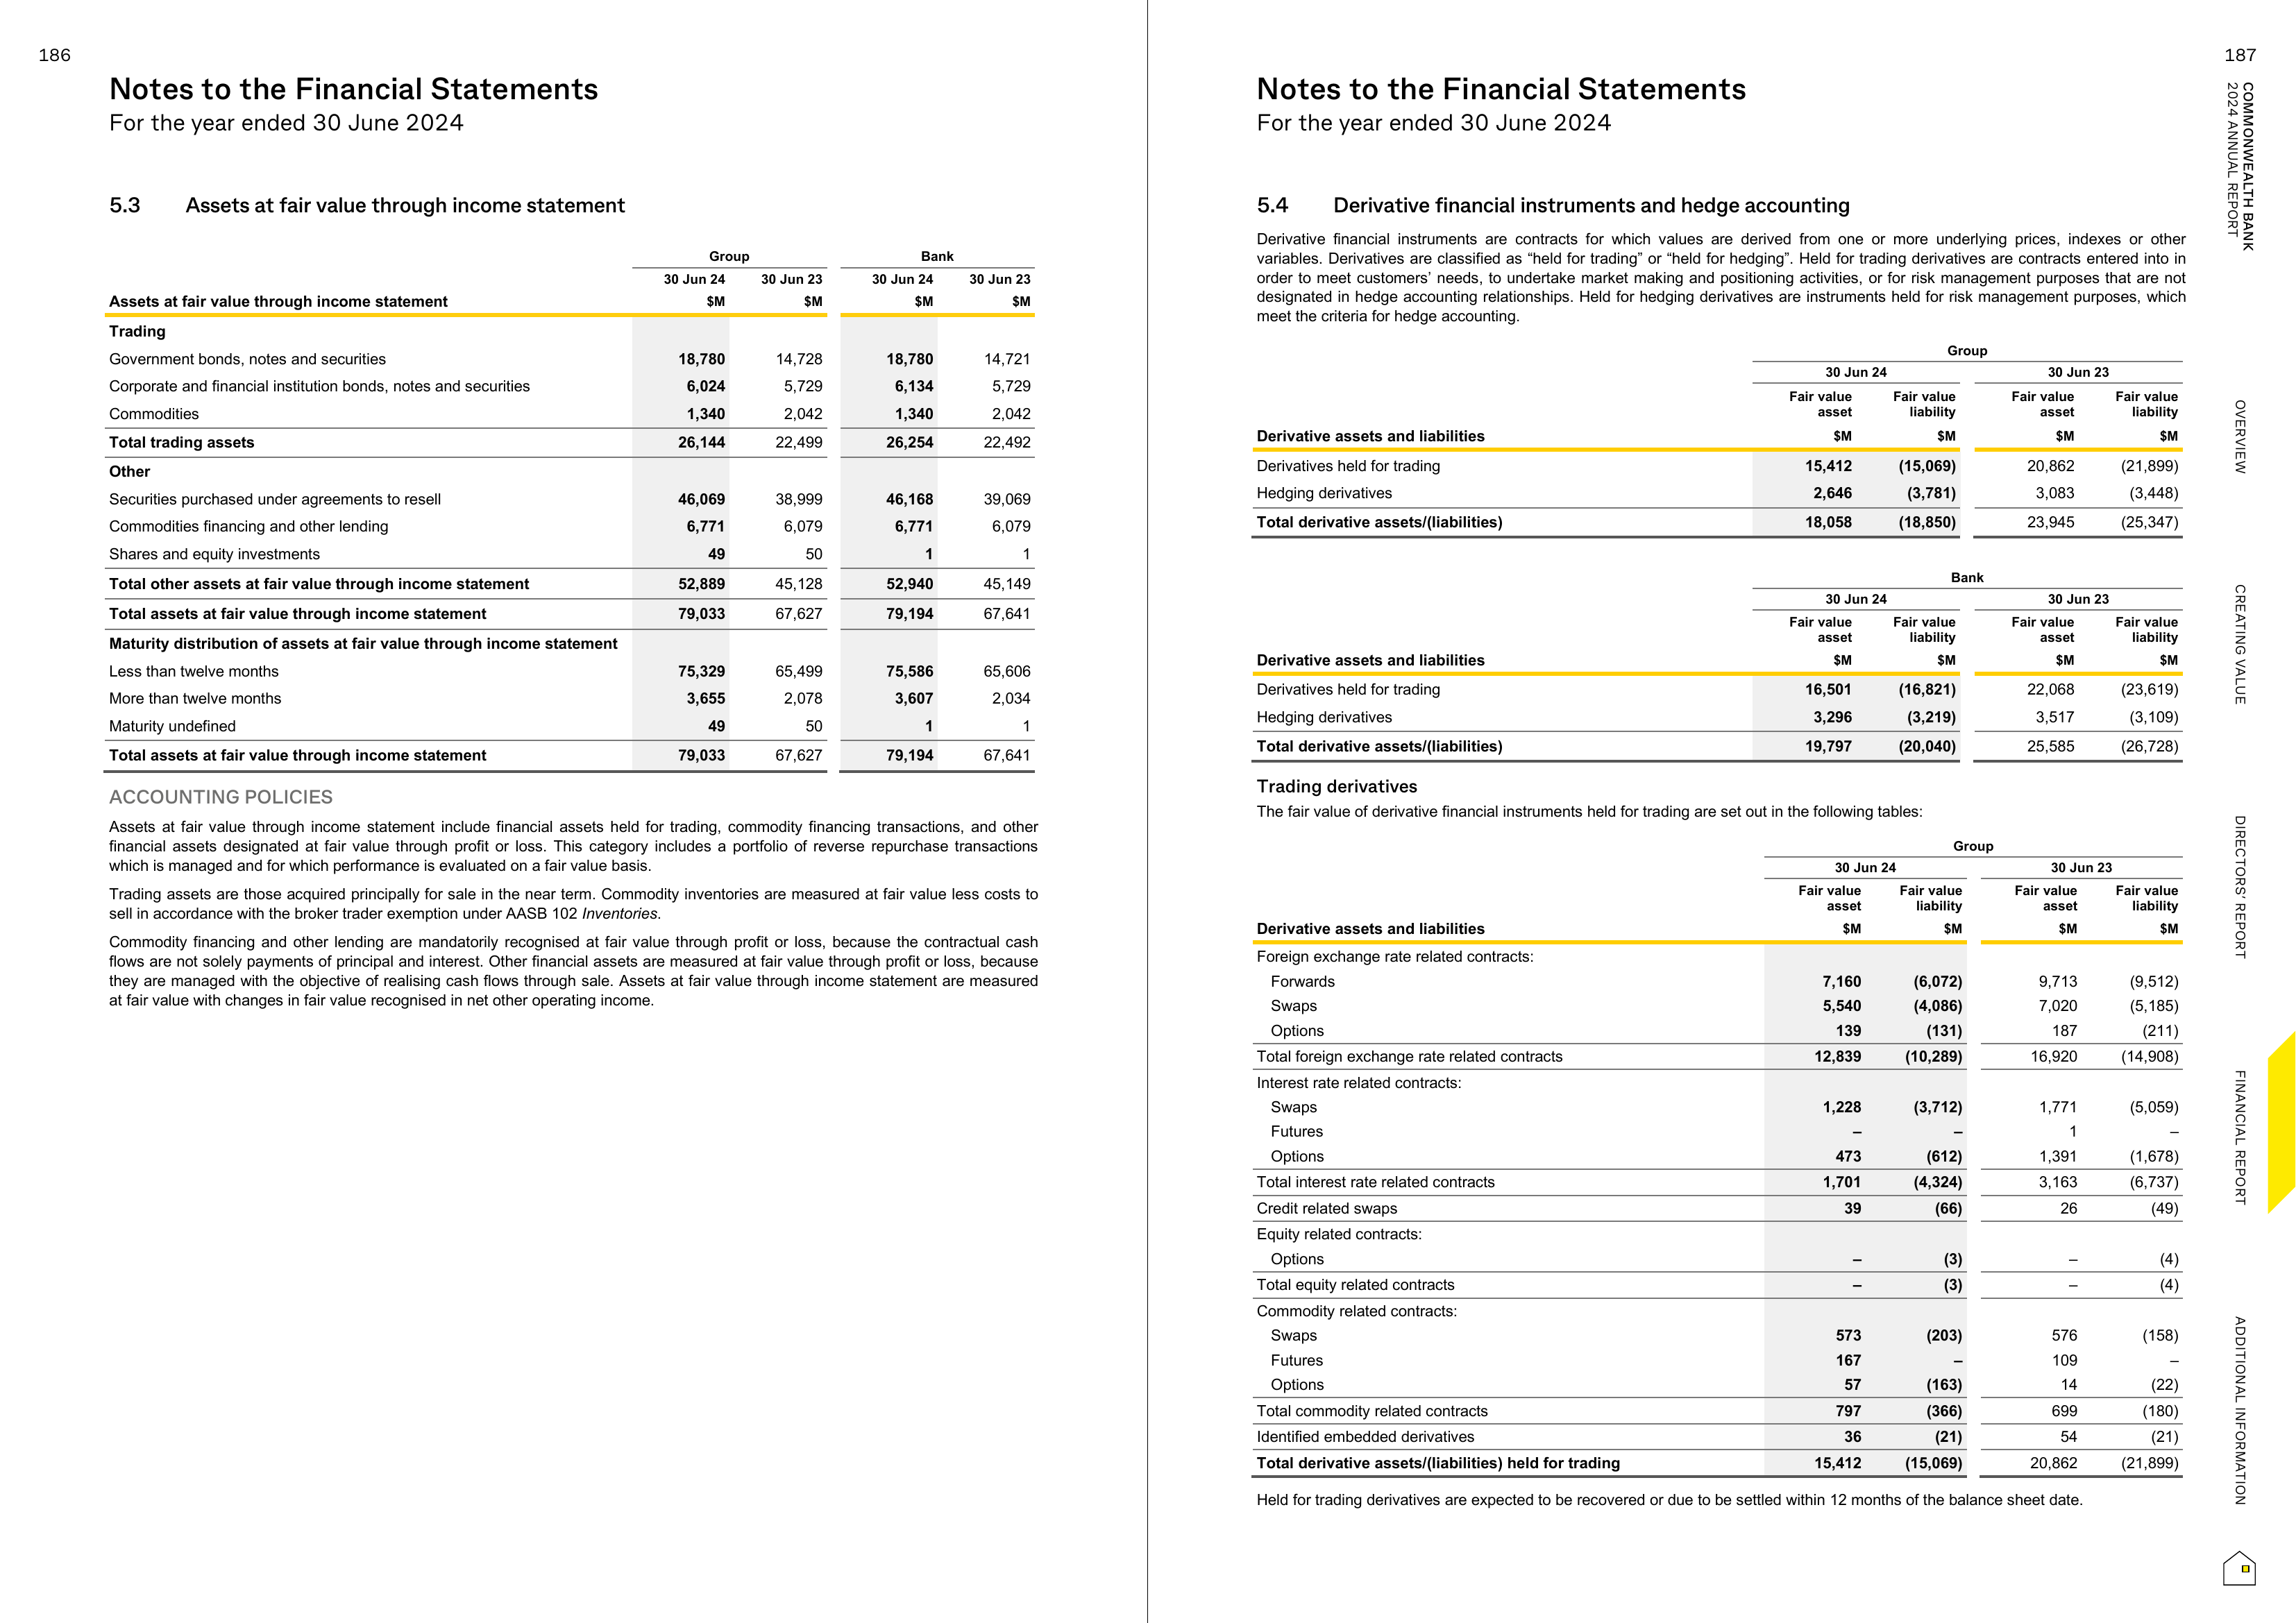 186
Notes to the Financial Statements
For the year ended 30 June 2024
5.3 Assets at fair value through income statement
Group Bank
30 Jun 24 30 Jun 23 30 Jun 24 30 Jun 23
Assets at fair value through income statement $M $M $M $M
Trading
Government bonds, notes and securities 18,780 14,728 18,780 14,721
Corporate and financial institution bonds, notes and securities 6,024 5,729 6,134 5,729
Commodities 1,340 2,042 1,340 2,042
Total trading assets 26,144 22,499 26,254 22,492
Other
Securities purchased under agreements to resell 46,069 38,999 46,168 39,069
Commodities financing and other lending 6,771 6,079 6,771 6,079
Shares and equity investments 49 50 1 1
Total other assets at fair value through income statement 52,889 45,128 52,940 45,149
Total assets at fair value through income statement 79,033 67,627 79,194 67,641
Maturity distribution of assets at fair value through income statement
Less than twelve months 75,329 65,499 75,586 65,606
More than twelve months 3,655 2,078 3,607 2,034
Maturity undefined 49 50 1 1
Total assets at fair value through income statement 79,033 67,627 79,194 67,641
ACCOUNTING POLICIES
Assets at fair value through income statement include financial assets held for trading, commodity financing transactions, and other
financial assets designated at fair value through profit or loss. This category includes a portfolio of reverse repurchase transactions
which is managed and for which performance is evaluated on a fair value basis.
Trading assets are those acquired principally for sale in the near term. Commodity inventories are measured at fair value less costs to
sell in accordance with the broker trader exemption under AASB 102 Inventories.
Commodity financing and other lending are mandatorily recognised at fair value through profit or loss, because the contractual cash
flows are not solely payments of principal and interest. Other financial assets are measured at fair value through profit or loss, because
they are managed with the objective of realising cash flows through sale. Assets at fair value through income statement are measured
at fair value with changes in fair value recognised in net other operating income.
187
Notes to the Financial Statements
For the year ended 30 June 2024
5.4 Derivative financial instruments and hedge accounting
Derivative financial instruments are contracts for which values are derived from one or more underlying prices, indexes or other
variables. Derivatives are classified as “held for trading” or “held for hedging”. Held for trading derivatives are contracts entered into in
order to meet customers’ needs, to undertake market making and positioning activities, or for risk management purposes that are not
designated in hedge accounting relationships. Held for hedging derivatives are instruments held for risk management purposes, which
meet the criteria for hedge accounting.
Group
30 Jun 24 30 Jun 23
Fair value Fair value Fair value Fair value
asset liability asset liability
Derivative assets and liabilities $M $M $M $M
Derivatives held for trading 15,412 (15,069) 20,862 (21,899)
Hedging derivatives 2,646 (3,781) 3,083 (3,448)
Total derivative assets/(liabilities) 18,058 (18,850) 23,945 (25,347)
Bank
30 Jun 24 30 Jun 23
Fair value Fair value Fair value Fair value
asset liability asset liability
Derivative assets and liabilities $M $M $M $M
Derivatives held for trading 16,501 (16,821) 22,068 (23,619)
Hedging derivatives 3,296 (3,219) 3,517 (3,109)
Total derivative assets/(liabilities) 19,797 (20,040) 25,585 (26,728)
Trading derivatives
The fair value of derivative financial instruments held for trading are set out in the following tables:
Group
30 Jun 24 30 Jun 23
Fair value Fair value Fair value Fair value
asset liability asset liability
Derivative assets and liabilities $M $M $M $M
Foreign exchange rate related contracts:
Forwards 7,160 (6,072) 9,713 (9,512)
Swaps 5,540 (4,086) 7,020 (5,185)
Options 139 (131) 187 (211)
Total foreign exchange rate related contracts 12,839 (10,289) 16,920 (14,908)
Interest rate related contracts:
Swaps 1,228 (3,712) 1,771 (5,059)
Futures – – 1 –
Options 473 (612) 1,391 (1,678)
Total interest rate related contracts 1,701 (4,324) 3,163 (6,737)
Credit related swaps 39 (66) 26 (49)
Equity related contracts:
Options – (3) – (4)
Total equity related contracts – (3) – (4)
Commodity related contracts:
Swaps 573 (203) 576 (158)
Futures 167 – 109 –
Options 57 (163) 14 (22)
Total commodity related contracts 797 (366) 699 (180)
Identified embedded derivatives 36 (21) 54 (21)
Total derivative assets/(liabilities) held for trading 15,412 (15,069) 20,862 (21,899)
Held for trading derivatives are expected to be recovered or due to be settled within 12 months of the balance sheet date.
COMMONWEALTH BANK
2024 ANNUAL REPORT
OVERVIEW
CREATING VALUE
DIRECTORS’ REPORT
FINANCIAL REPORT
ADDITIONAL INFORMATION